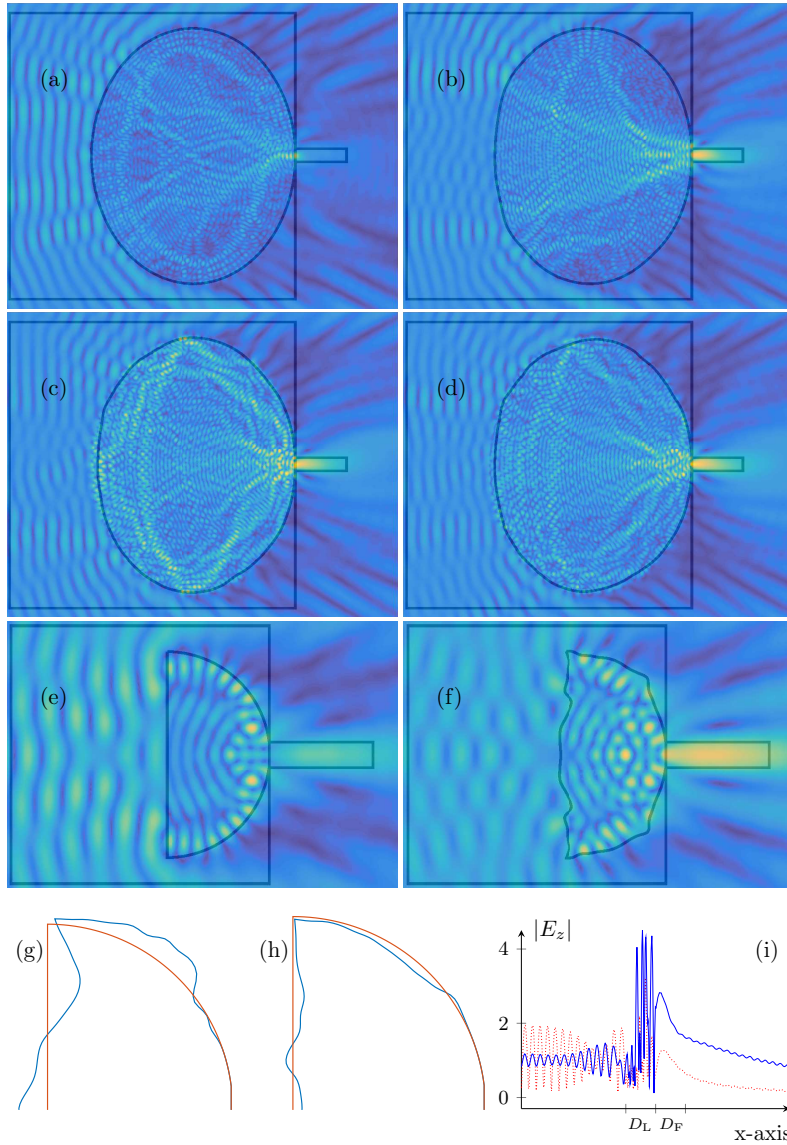 (a) (b)
(c) (d)
(e) (f)
(g) (h) |E_z| (i)
4
2
0
D_L D_F
x-axis